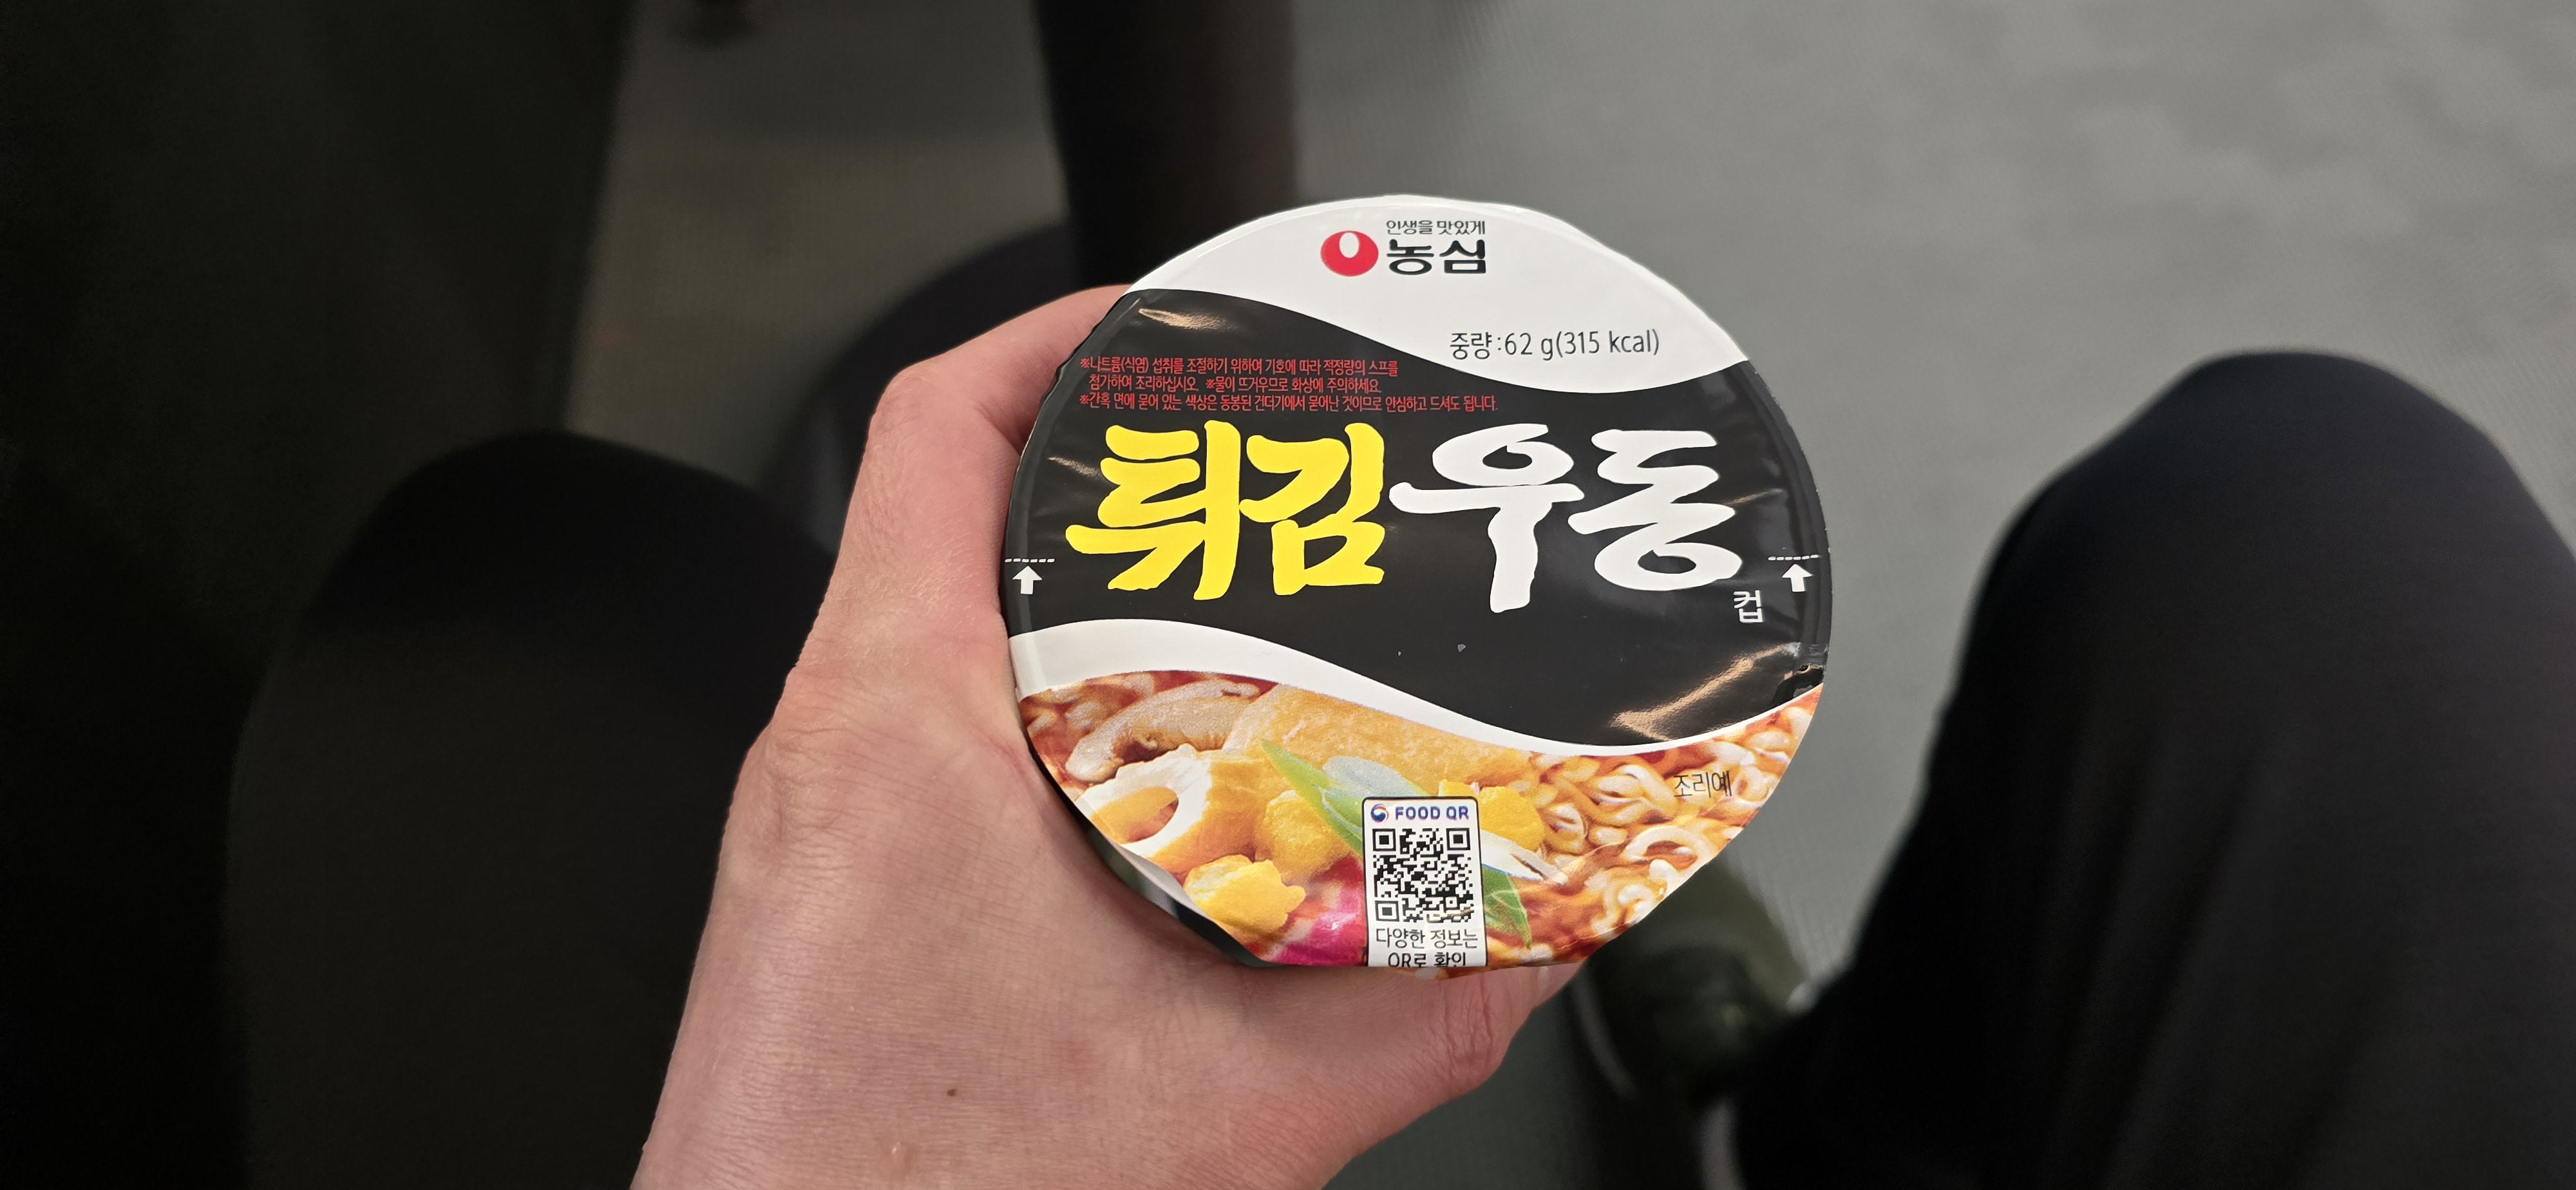 인생을 맛있게
농심
중량:62 g(315 kcal)
※나트륨(식염) 섭취를 조절하기 위하여 기호에 따라 적정량의 스프를
첨가하여 조리하십시오. ※물이 뜨거우므로 화상에 주의하세요.
※간혹 면에 묻어 있는 색상은 동봉된 건더기에서 묻어난 것이므로 안심하고 드셔도 됩니다.
튀김우동
컵
조리예
FOOD QR
다양한 정보는
QR로 확인